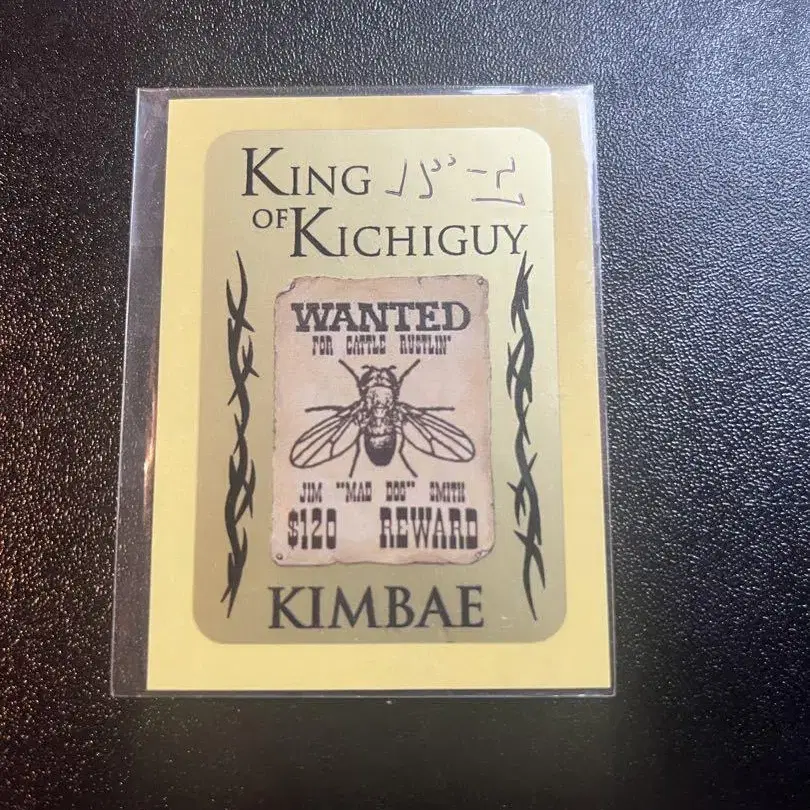 KING
OF KICHIGUY
WANTED
FOR CATTLE RUSTLIN'
JIM "MAD DOG" SMITH
$120 REWARD
KIMBAE